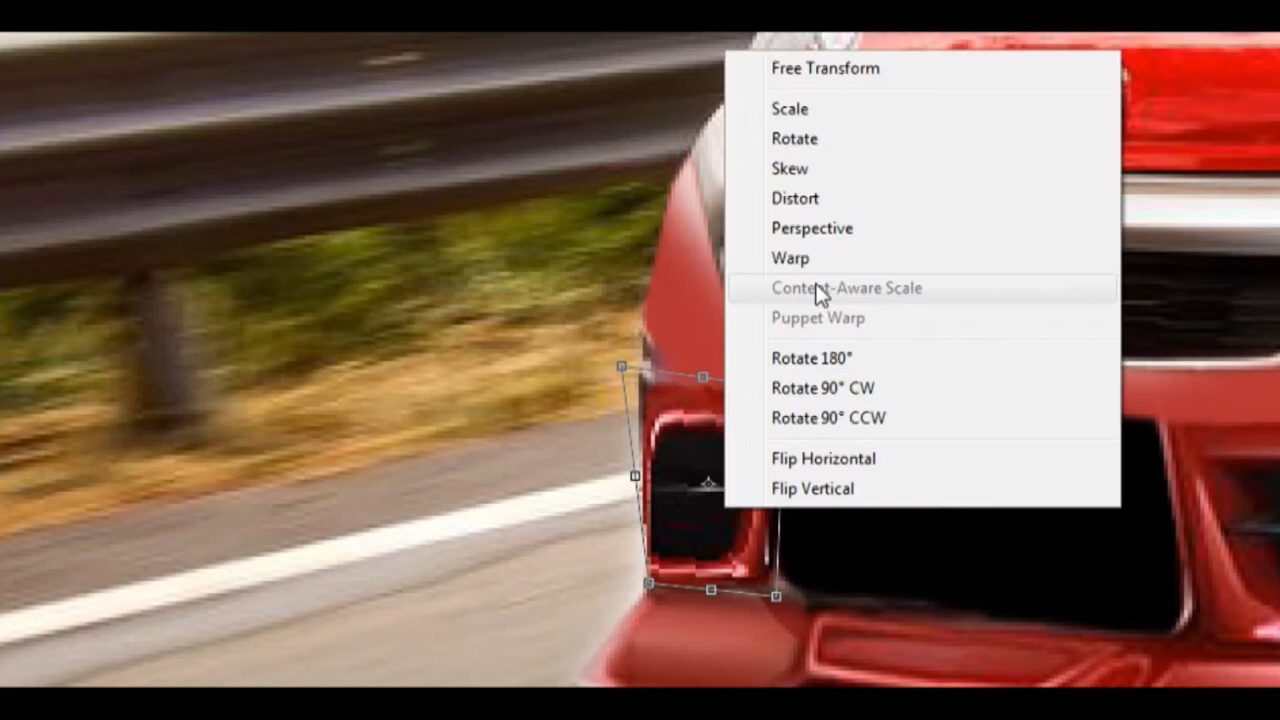 Free Transform
Scale
Rotate
Skew
Distort
Perspective
Warp
Content-Aware Scale
Puppet Warp
Rotate 180°
Rotate 90° CW
Rotate 90° CCW
Flip Horizontal
Flip Vertical